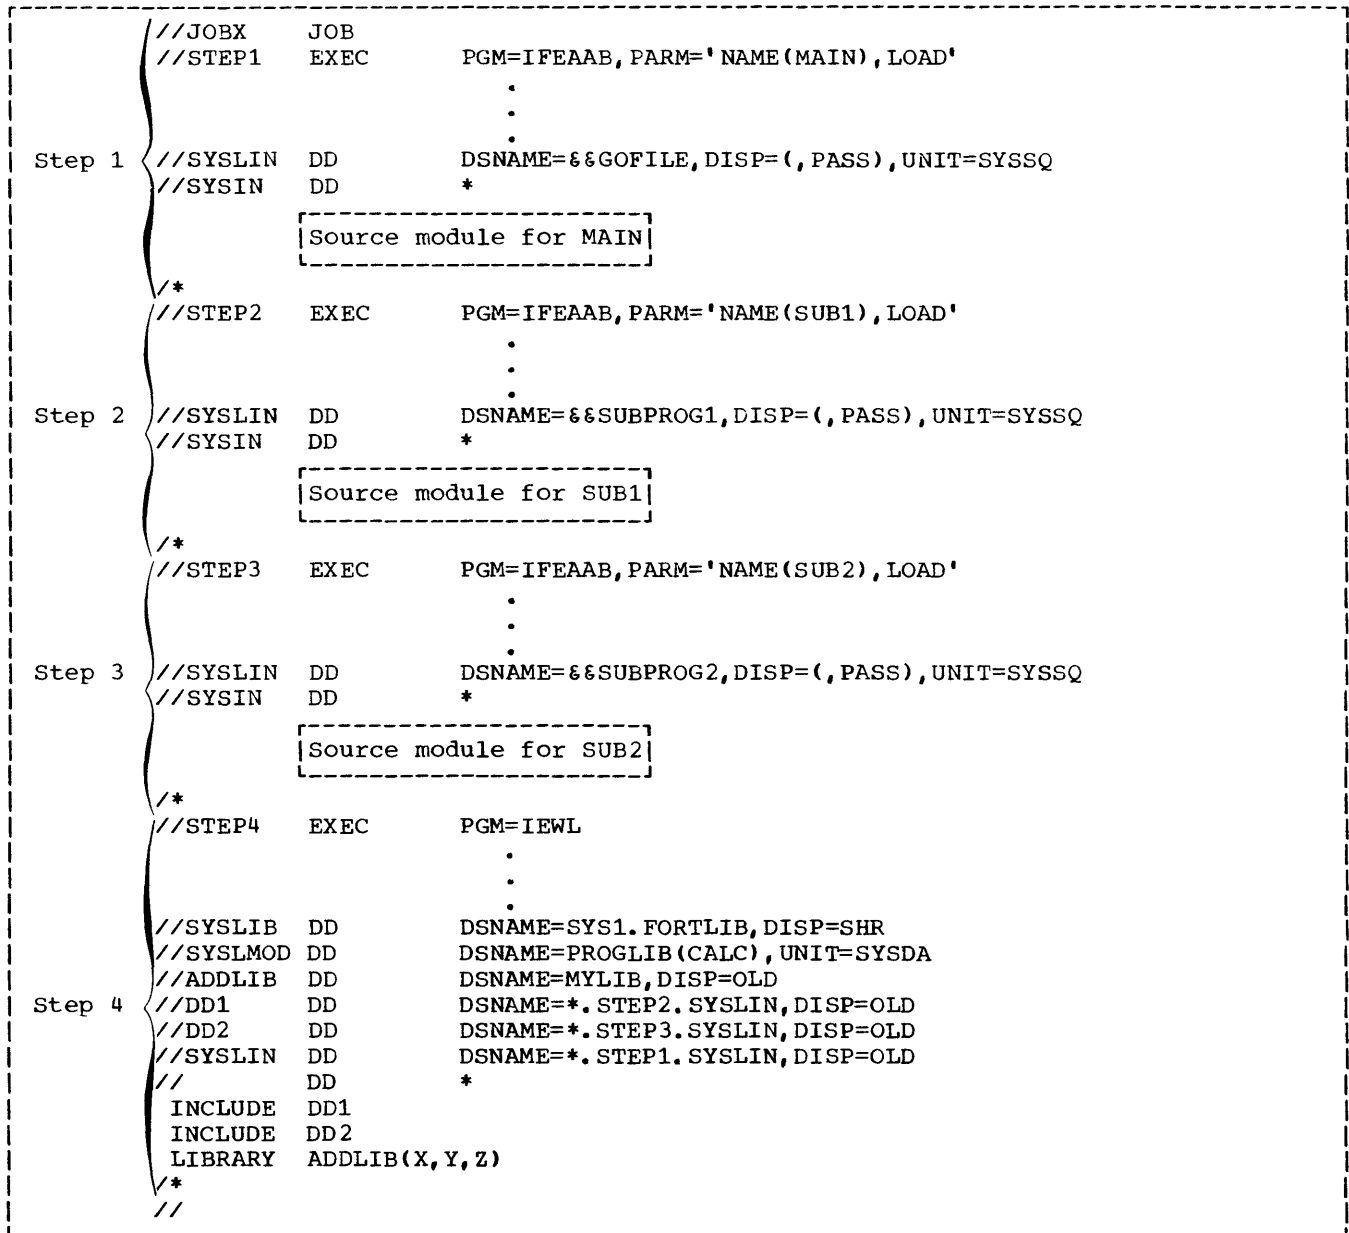 //JOBX JOB
//STEP1 EXEC PGM=IFEAAB,PARM='NAME(MAIN),LOAD'
.
.
.
Step 1 //SYSLIN DD DSNAME=&&GOFILE,DISP=(,PASS),UNIT=SYSSQ
//SYSIN DD *
Source module for MAIN
/*
//STEP2 EXEC PGM=IFEAAB,PARM='NAME(SUB1),LOAD'
.
.
.
Step 2 //SYSLIN DD DSNAME=&&SUBPROG1,DISP=(,PASS),UNIT=SYSSQ
//SYSIN DD *
Source module for SUB1
/*
//STEP3 EXEC PGM=IFEAAB,PARM='NAME(SUB2),LOAD'
.
.
.
Step 3 //SYSLIN DD DSNAME=&&SUBPROG2,DISP=(,PASS),UNIT=SYSSQ
//SYSIN DD *
Source module for SUB2
/*
//STEP4 EXEC PGM=IEWL
.
.
.
//SYSLIB DD DSNAME=SYS1.FORTLIB,DISP=SHR
//SYSLMOD DD DSNAME=PROGLIB(CALC),UNIT=SYSDA
//ADDLIB DD DSNAME=MYLIB,DISP=OLD
Step 4 //DD1 DD DSNAME=*.STEP2.SYSLIN,DISP=OLD
//DD2 DD DSNAME=*.STEP3.SYSLIN,DISP=OLD
//SYSLIN DD DSNAME=*.STEP1.SYSLIN,DISP=OLD
// DD *
INCLUDE DD1
INCLUDE DD2
LIBRARY ADDLIB(X,Y,Z)
/*
//